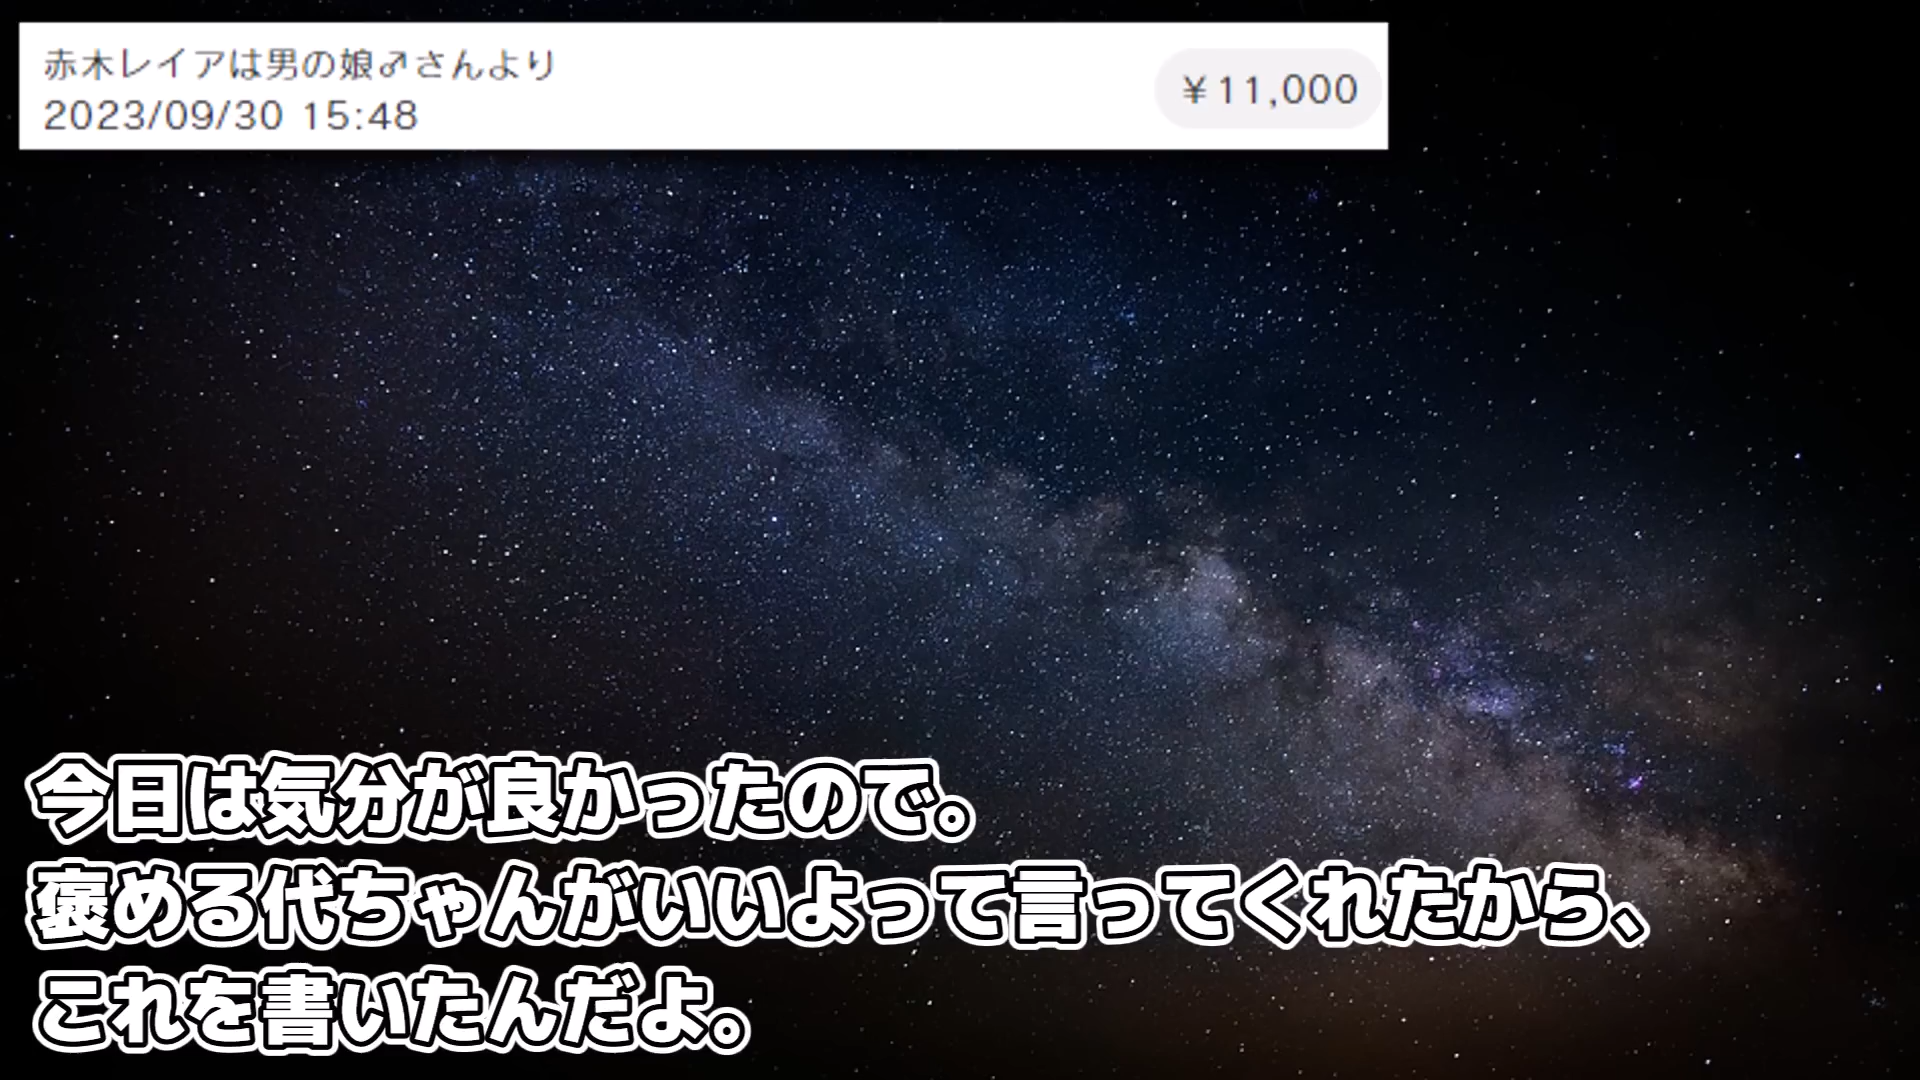 赤木レイアは男の娘♂さんより
2023/09/30 15:48
¥11,000
今日は気分が良かったので。
褒める代ちゃんがいいよって言ってくれたから、
これを書いたんだよ。